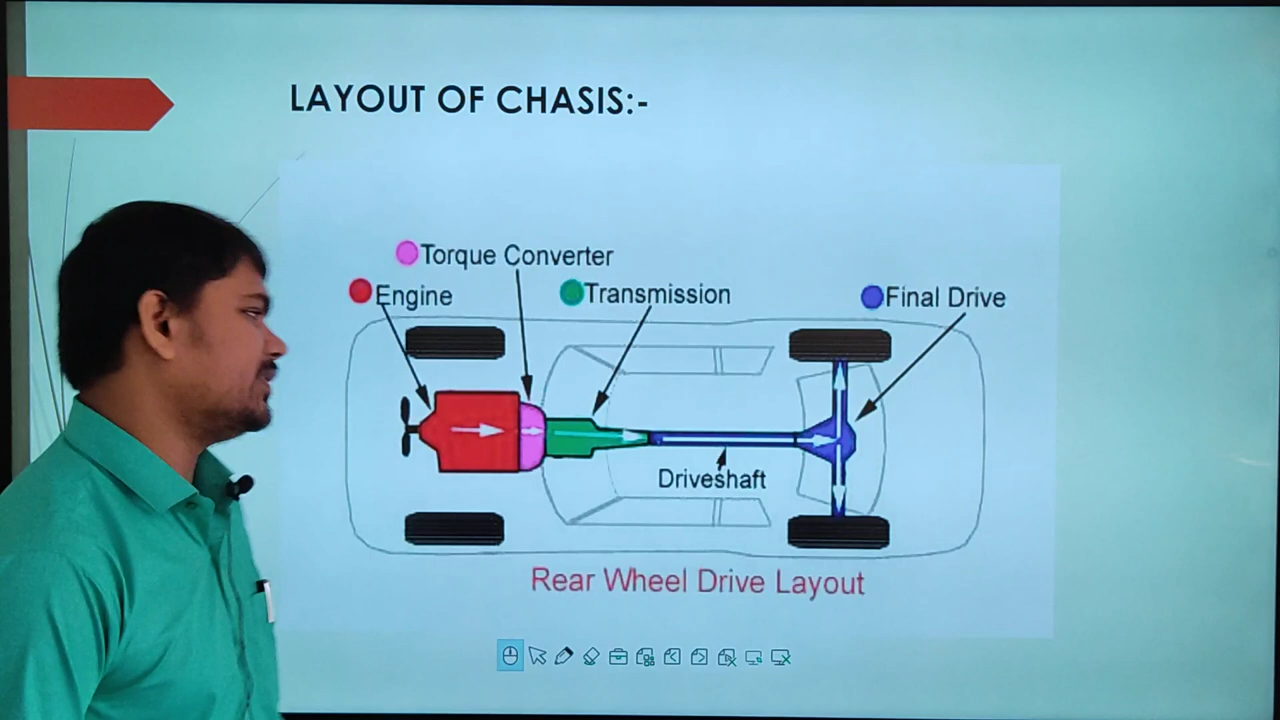 LAYOUT OF CHASIS:-
Torque Converter
Engine
Transmission
Final Drive
Driveshaft
Rear Wheel Drive Layout